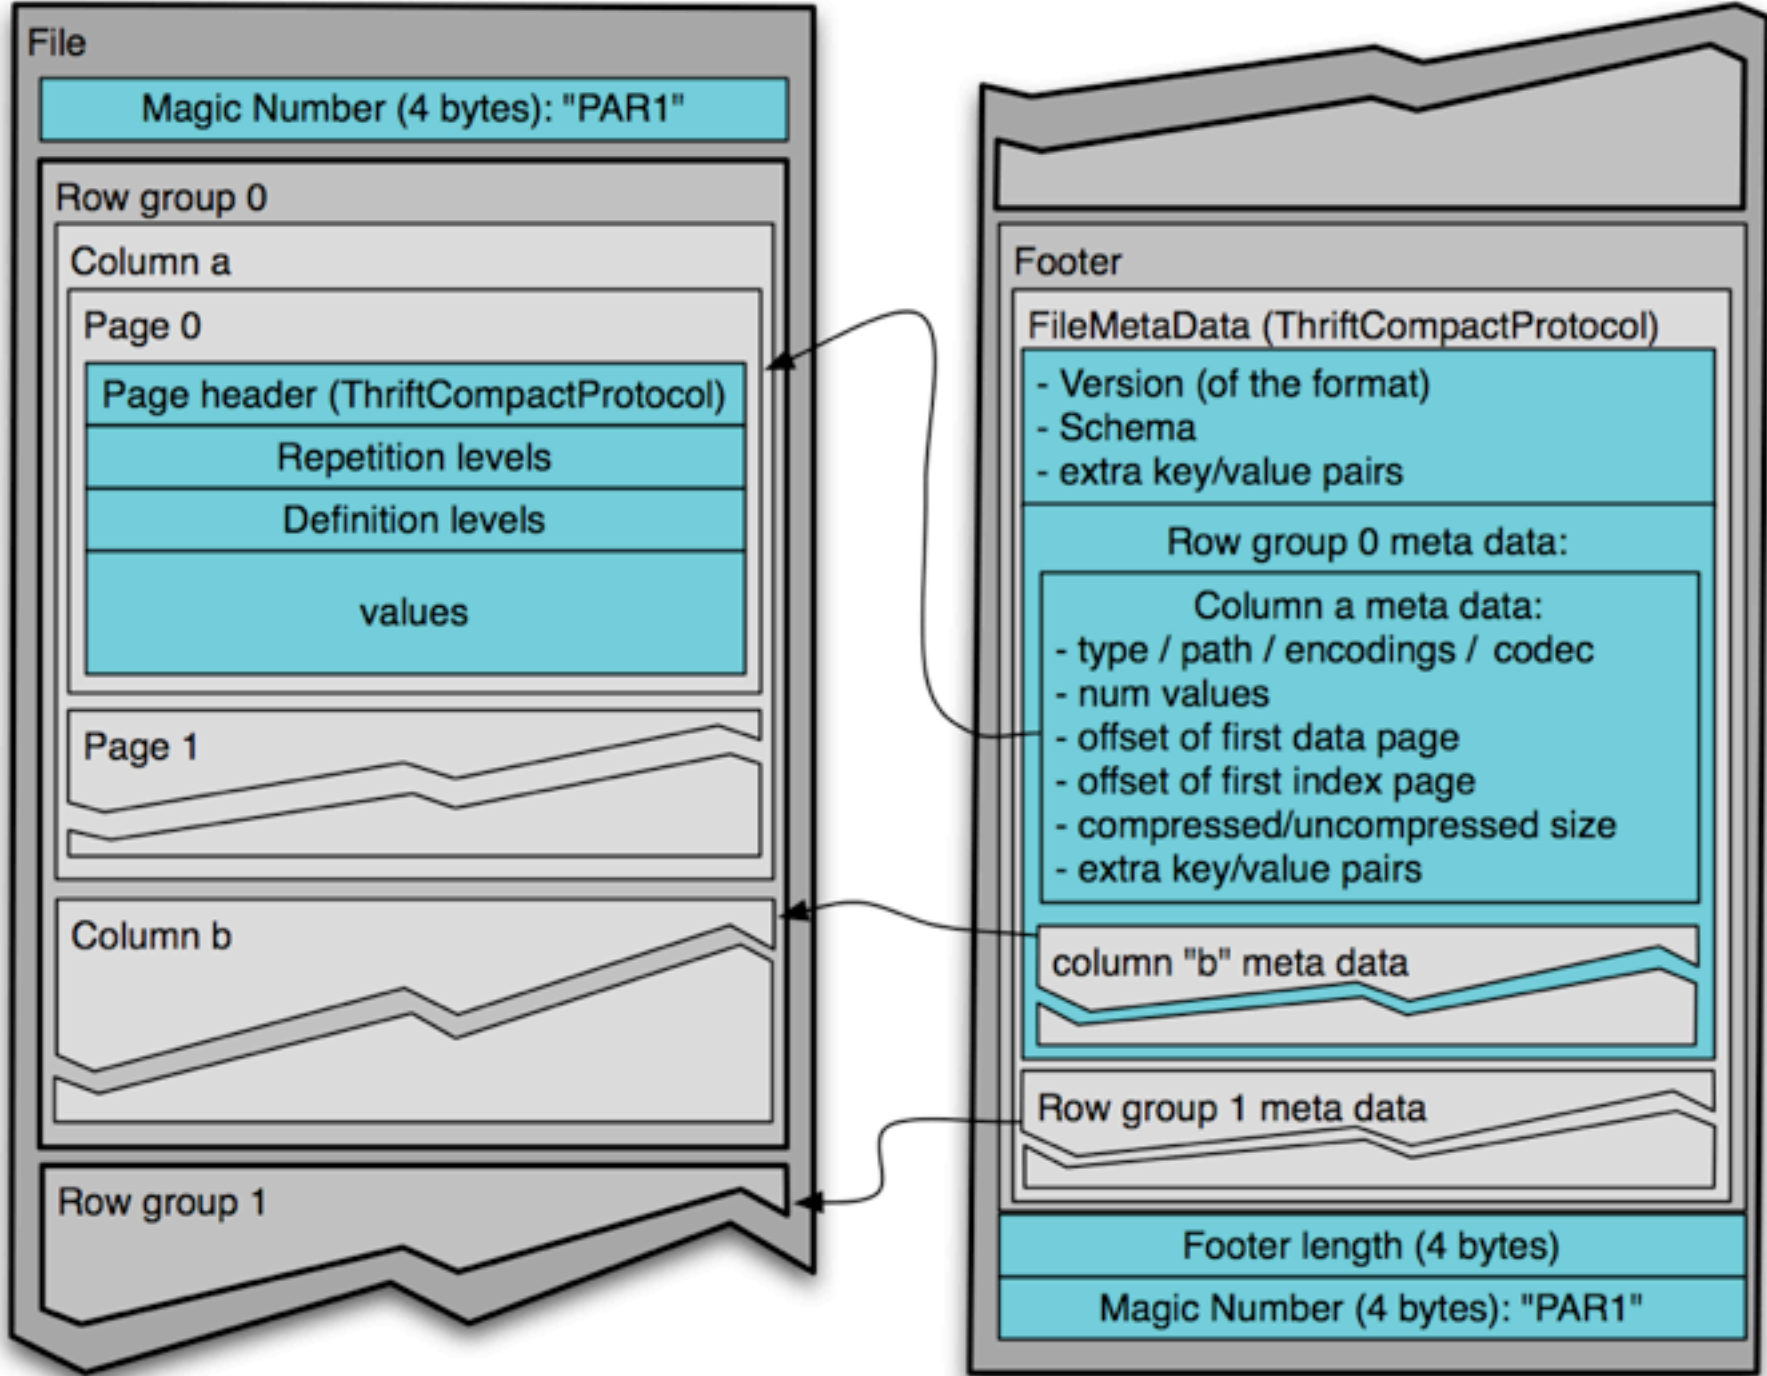 File
Magic Number (4 bytes): "PAR1"
Row group 0
Column a
Page 0
Page header (ThriftCompactProtocol)
Repetition levels
Definition levels
values
Page 1
Column b
Row group 1
Footer
FileMetaData (ThriftCompactProtocol)
- Version (of the format)
- Schema
- extra key/value pairs
Row group 0 meta data:
Column a meta data:
- type / path / encodings / codec
- num values
- offset of first data page
- offset of first index page
- compressed/uncompressed size
- extra key/value pairs
column "b" meta data
Row group 1 meta data
Footer length (4 bytes)
Magic Number (4 bytes): "PAR1"